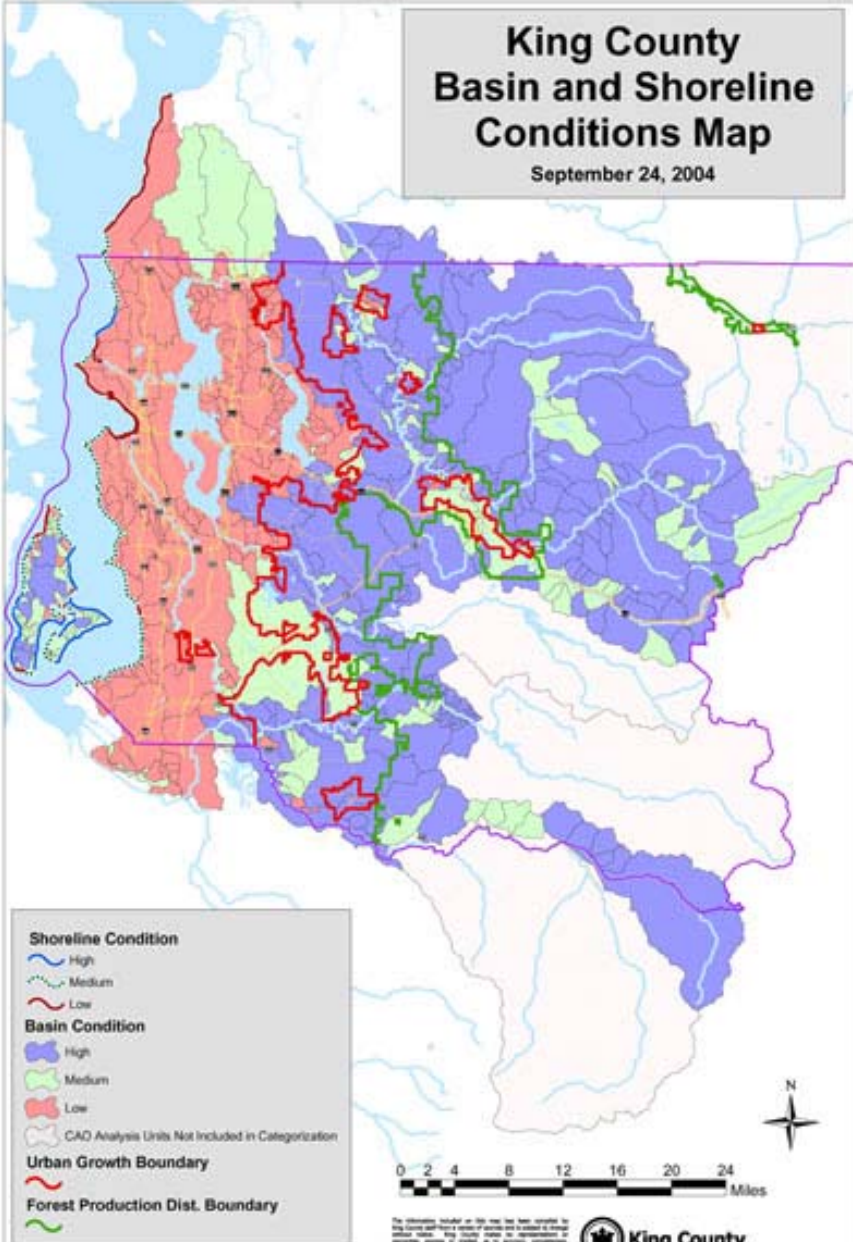 King County
Basin and Shoreline
Conditions Map
September 24, 2004
Shoreline Condition
High
Medium
Low
Basin Condition
High
Medium
Low
CAO Analysis Units Not Included in Categorization
Urban Growth Boundary
Forest Production Dist. Boundary
N
0 2 4 8 12 16 20 24
Miles
King County